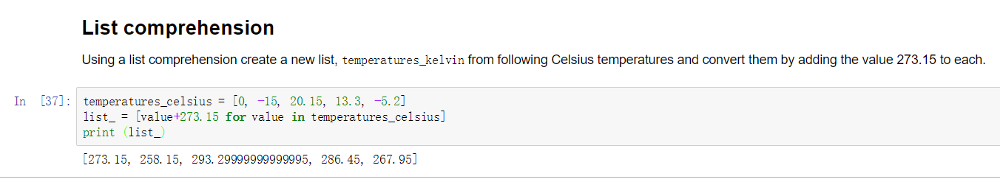 List comprehension
Using a list comprehension create a new list, temperatures_kelvin from following Celsius temperatures and convert them by adding the value 273.15 to each.
In [37]: temperatures_celsius = [0, -15, 20.15, 13.3, -5.2]
list_ = [value+273.15 for value in temperatures_celsius]
print (list_)
[273.15, 258.15, 293.29999999999995, 286.45, 267.95]